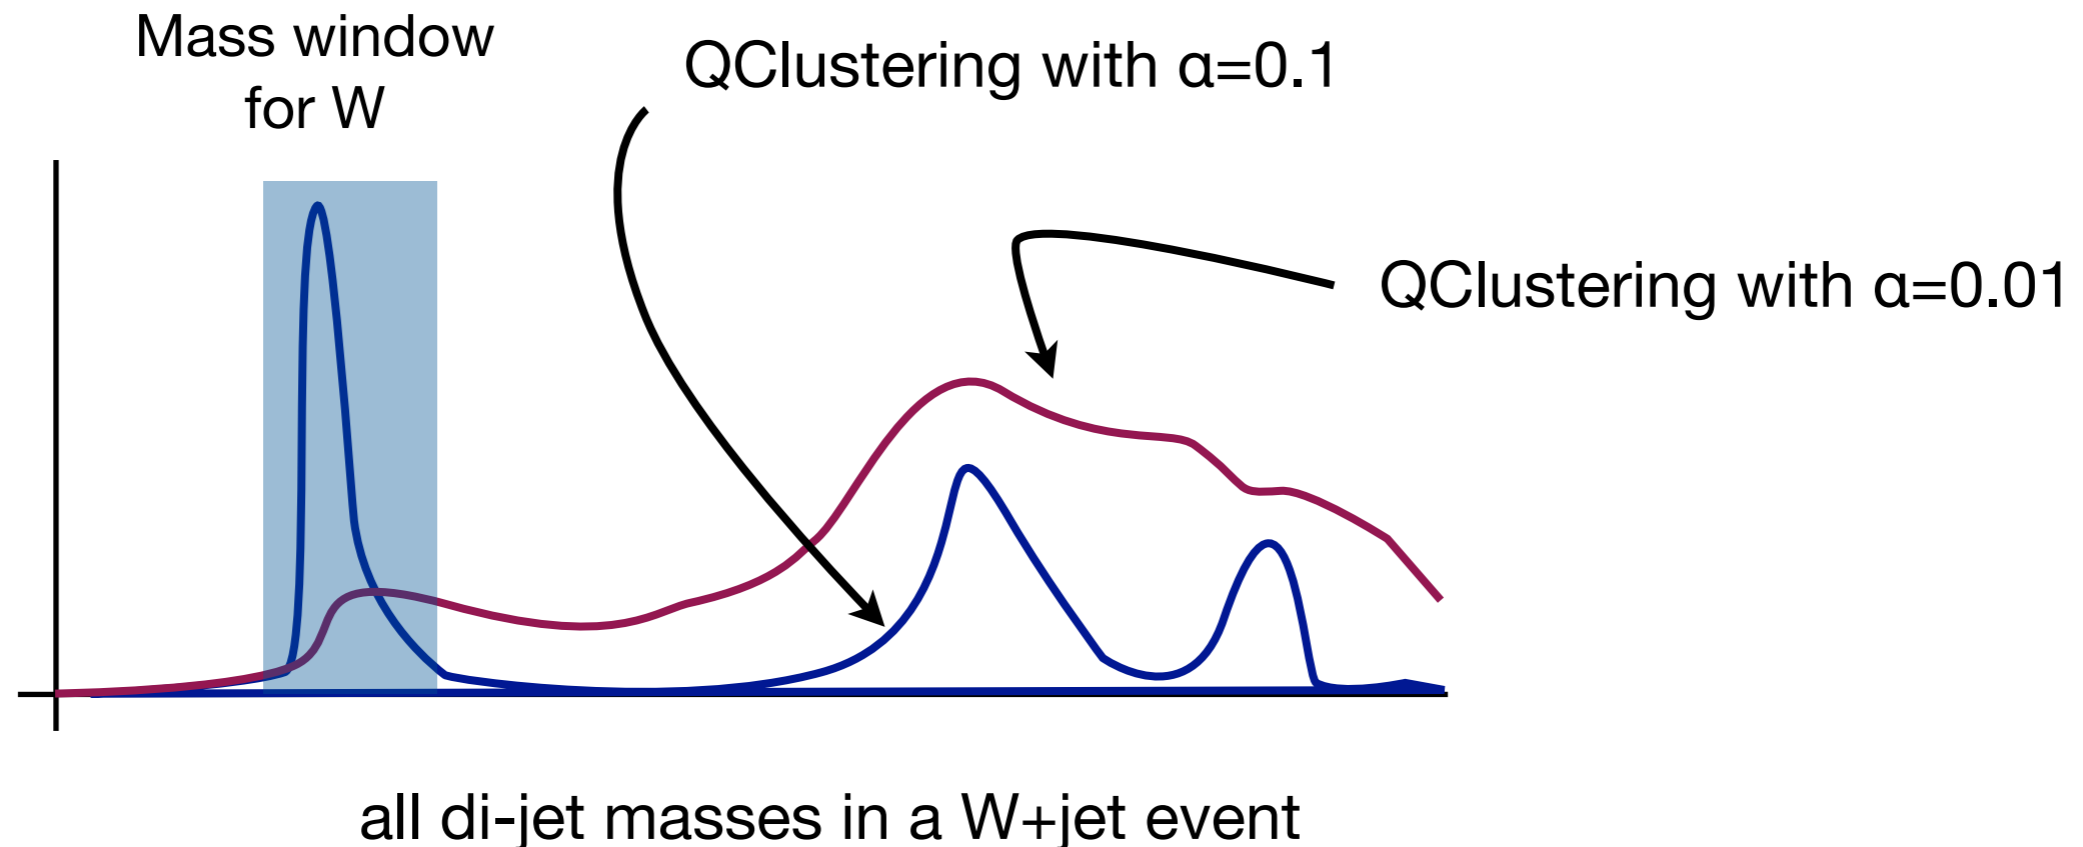 Mass window
for W
QClustering with α=0.1
QClustering with α=0.01
all di-jet masses in a W+jet event